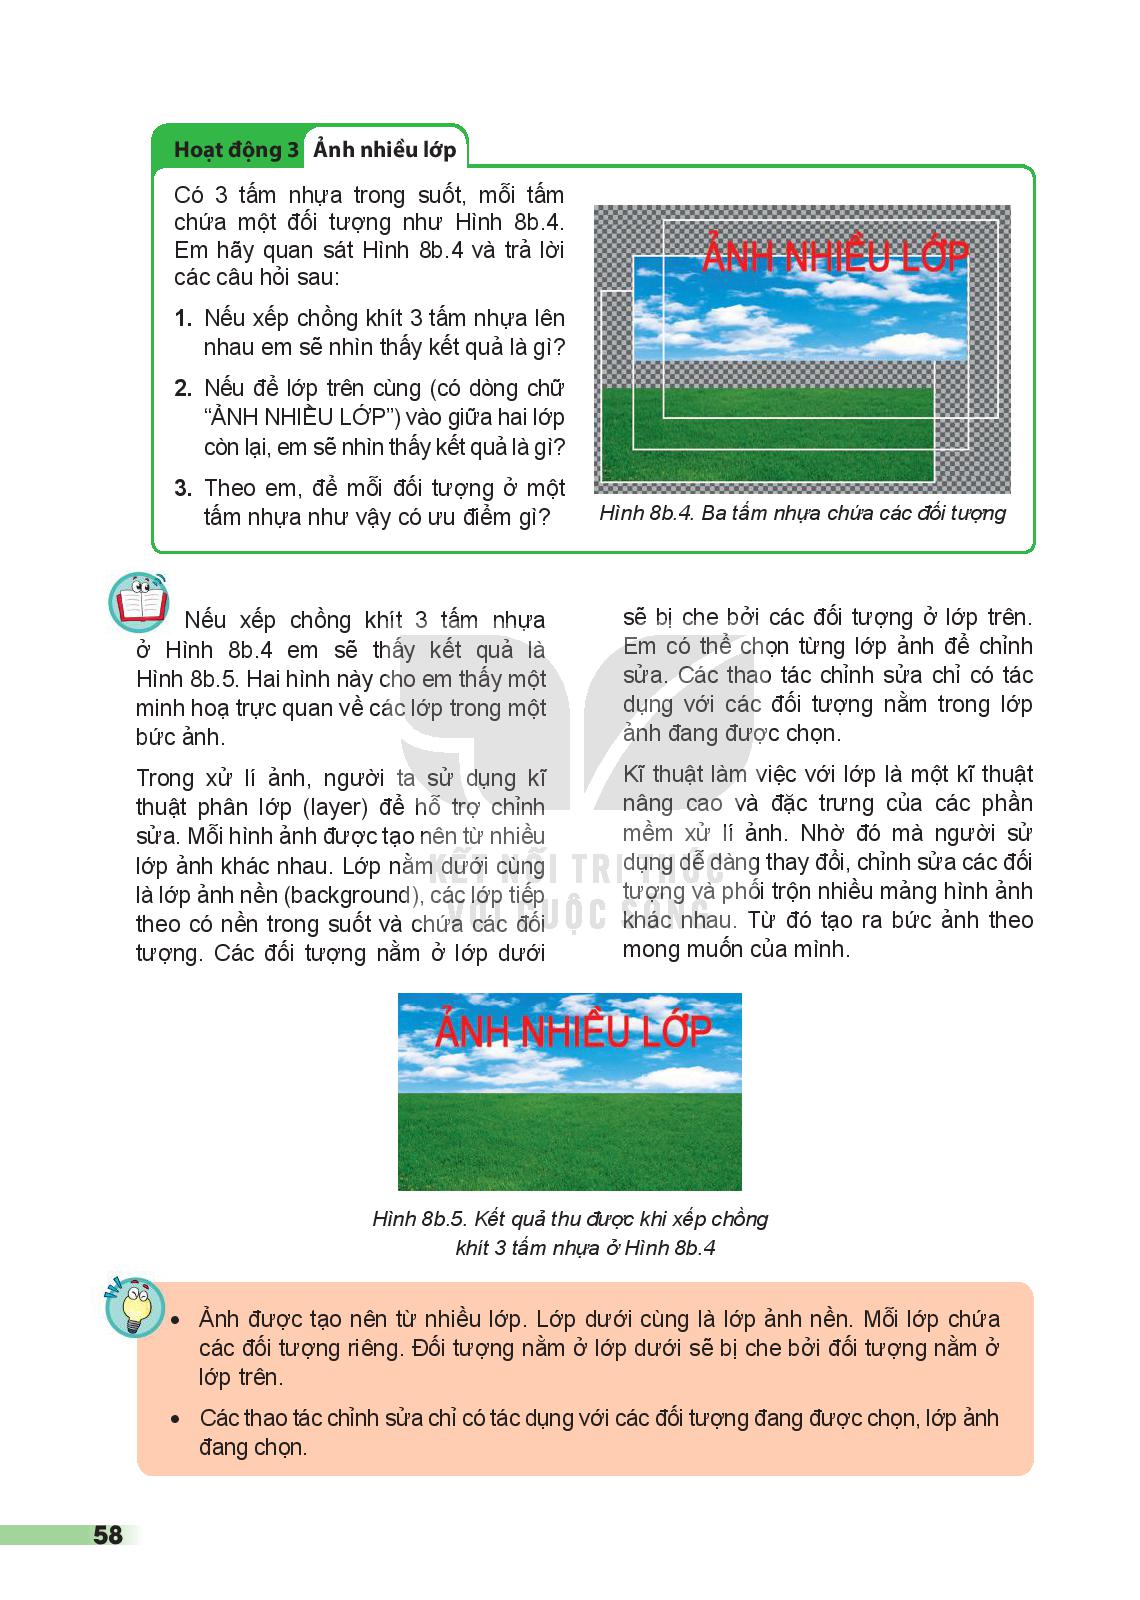 Hoạt động 3 Ảnh nhiều lớp
Có 3 tấm nhựa trong suốt, mỗi tấm
chứa một đối tượng như Hình 8b.4.
Em hãy quan sát Hình 8b.4 và trả lời
các câu hỏi sau:
1. Nếu xếp chồng khít 3 tấm nhựa lên
nhau em sẽ nhìn thấy kết quả là gì?
2. Nếu để lớp trên cùng (có dòng chữ
“ẢNH NHIỀU LỚP”) vào giữa hai lớp
còn lại, em sẽ nhìn thấy kết quả là gì?
3. Theo em, để mỗi đối tượng ở một
tấm nhựa như vậy có ưu điểm gì?
ẢNH NHIỀU LỚP
Hình 8b.4. Ba tấm nhựa chứa các đối tượng
Nếu xếp chồng khít 3 tấm nhựa
ở Hình 8b.4 em sẽ thấy kết quả là
Hình 8b.5. Hai hình này cho em thấy một
minh hoạ trực quan về các lớp trong một
bức ảnh.
Trong xử lí ảnh, người ta sử dụng kĩ
thuật phân lớp (layer) để hỗ trợ chỉnh
sửa. Mỗi hình ảnh được tạo nên từ nhiều
lớp ảnh khác nhau. Lớp nằm dưới cùng
là lớp ảnh nền (background), các lớp tiếp
theo có nền trong suốt và chứa các đối
tượng. Các đối tượng nằm ở lớp dưới
sẽ bị che bởi các đối tượng ở lớp trên.
Em có thể chọn từng lớp ảnh để chỉnh
sửa. Các thao tác chỉnh sửa chỉ có tác
dụng với các đối tượng nằm trong lớp
ảnh đang được chọn.
Kĩ thuật làm việc với lớp là một kĩ thuật
nâng cao và đặc trưng của các phần
mềm xử lí ảnh. Nhờ đó mà người sử
dụng dễ dàng thay đổi, chỉnh sửa các đối
tượng và phối trộn nhiều mảng hình ảnh
khác nhau. Từ đó tạo ra bức ảnh theo
mong muốn của mình.
KẾT NỐI TRI THỨC
VỚI CUỘC SỐNG
ẢNH NHIỀU LỚP
Hình 8b.5. Kết quả thu được khi xếp chồng
khít 3 tấm nhựa ở Hình 8b.4
• Ảnh được tạo nên từ nhiều lớp. Lớp dưới cùng là lớp ảnh nền. Mỗi lớp chứa
các đối tượng riêng. Đối tượng nằm ở lớp dưới sẽ bị che bởi đối tượng nằm ở
lớp trên.
• Các thao tác chỉnh sửa chỉ có tác dụng với các đối tượng đang được chọn, lớp ảnh
đang chọn.
58